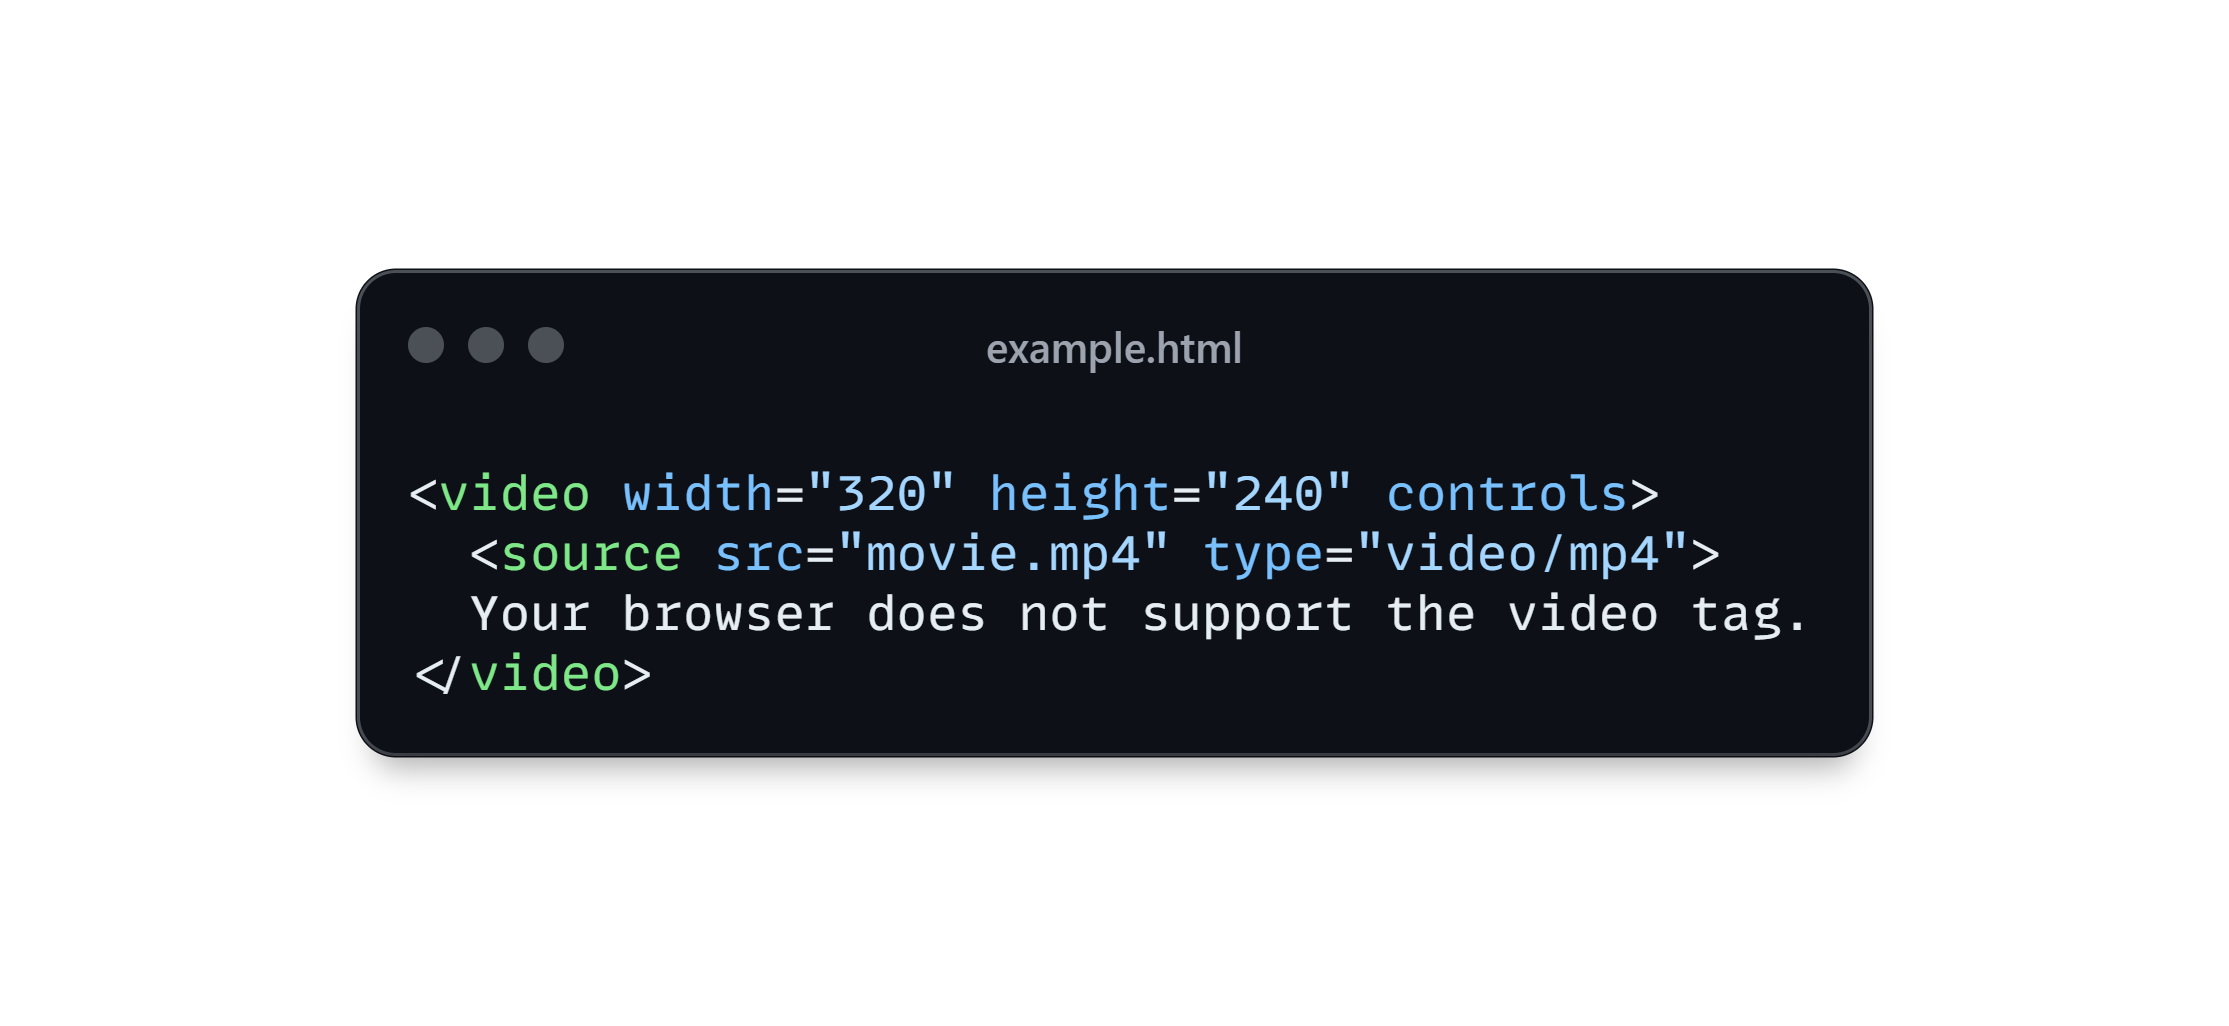 example.html
<video width="320" height="240" controls>
  <source src="movie.mp4" type="video/mp4">
  Your browser does not support the video tag.
</video>